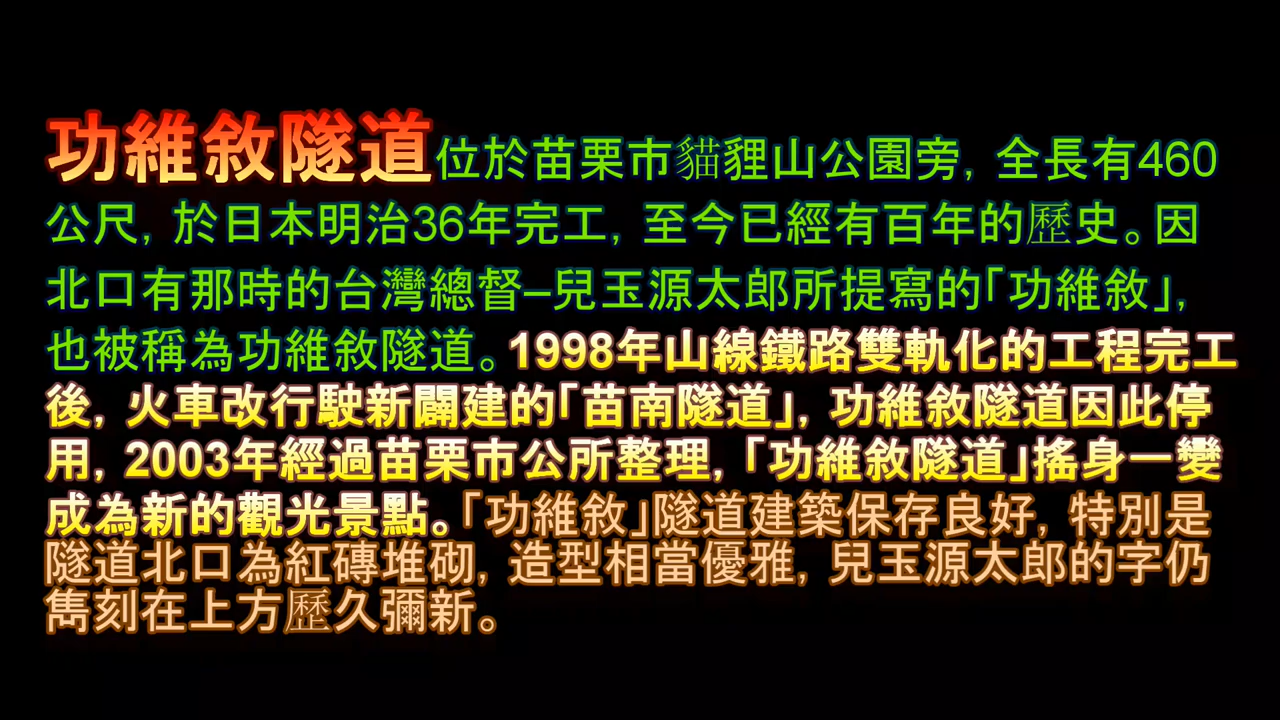 功維敘隧道位於苗栗市貓貍山公園旁，全長有460
公尺，於日本明治36年完工，至今已經有百年的歷史。因
北口有那時的台灣總督–兒玉源太郎所提寫的「功維敘」，
也被稱為功維敘隧道。1998年山線鐵路雙軌化的工程完工
後，火車改行駛新闢建的「苗南隧道」，功維敘隧道因此停
用，2003年經過苗栗市公所整理，「功維敘隧道」搖身一變
成為新的觀光景點。「功維敘」隧道建築保存良好，特別是
隧道北口為紅磚堆砌，造型相當優雅，兒玉源太郎的字仍
雋刻在上方歷久彌新。